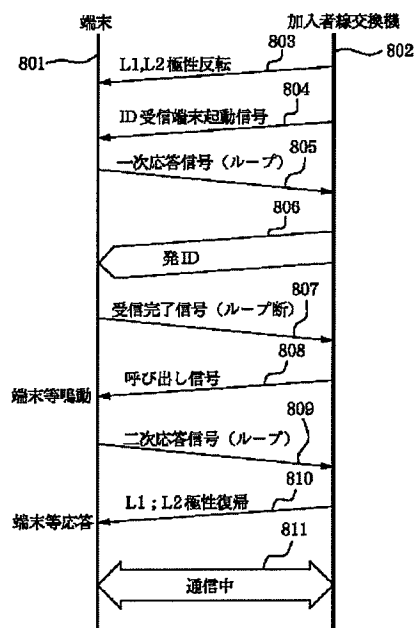 端末
加入者線交換機
801
802
803
L1,L2極性反転
804
ID受信端末起動信号
805
一次応答信号（ループ）
806
発ID
807
受信完了信号（ループ断）
808
呼び出し信号
端末等鳴動
809
二次応答信号（ループ）
810
L1；L2極性復帰
端末等応答
811
通信中